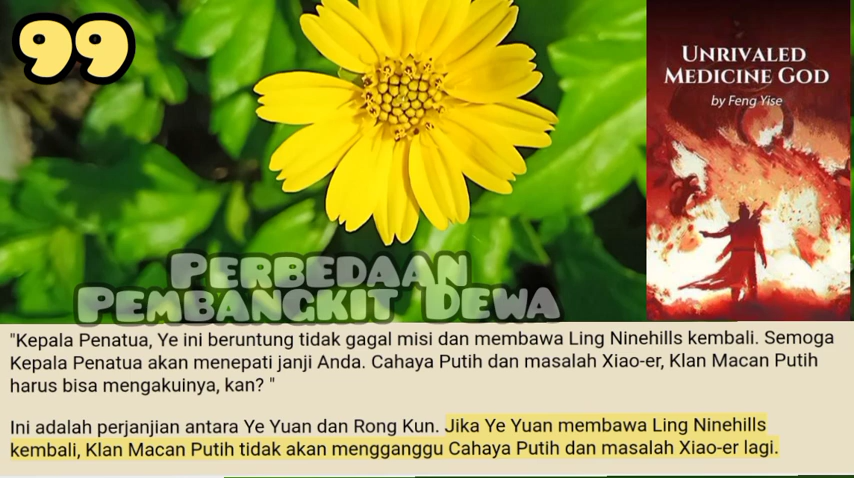 99
UNRIVALED
MEDICINE GOD
by Feng Yise
PERBEDAAN
PEMBANGKIT DEWA
"Kepala Penatua, Ye ini beruntung tidak gagal misi dan membawa Ling Ninehills kembali. Semoga
Kepala Penatua akan menepati janji Anda. Cahaya Putih dan masalah Xiao-er, Klan Macan Putih
harus bisa mengakuinya, kan? "
Ini adalah perjanjian antara Ye Yuan dan Rong Kun. Jika Ye Yuan membawa Ling Ninehills
kembali, Klan Macan Putih tidak akan mengganggu Cahaya Putih dan masalah Xiao-er lagi.